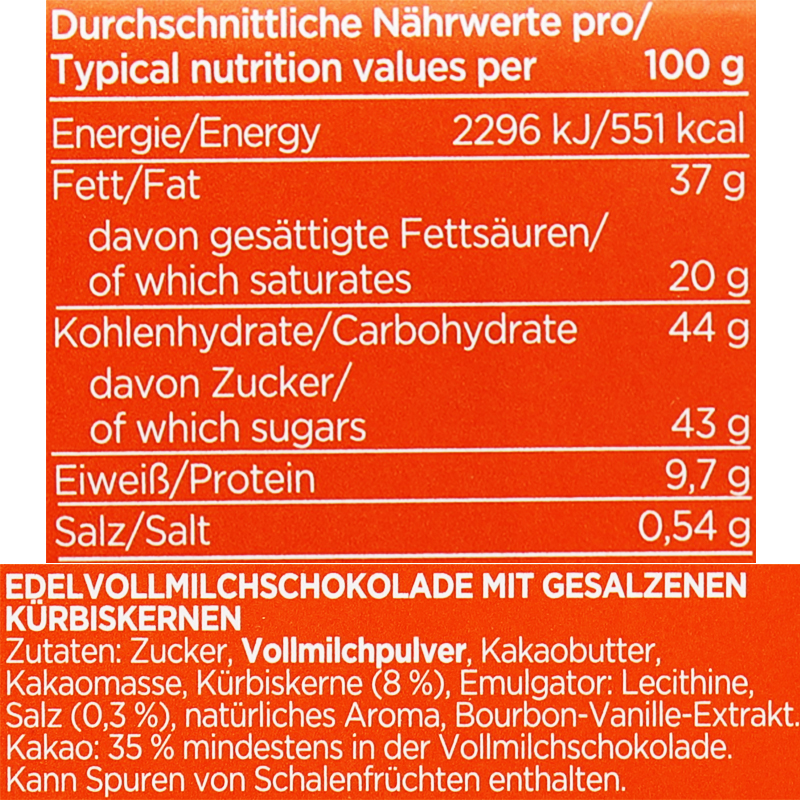 Durchschnittliche Nährwerte pro/
Typical nutrition values per 100 g
Energie/Energy 2296 kJ/551 kcal
Fett/Fat 37 g
davon gesättigte Fettsäuren/
of which saturates 20 g
Kohlenhydrate/Carbohydrate 44 g
davon Zucker/
of which sugars 43 g
Eiweiß/Protein 9,7 g
Salz/Salt 0,54 g
EDELVOLLMILCHSCHOKOLADE MIT GESALZENEN
KÜRBISKERNEN
Zutaten: Zucker, Vollmilchpulver, Kakaobutter,
Kakaomasse, Kürbiskerne (8 %), Emulgator: Lecithine,
Salz (0,3 %), natürliches Aroma, Bourbon-Vanille-Extrakt.
Kakao: 35 % mindestens in der Vollmilchschokolade.
Kann Spuren von Schalenfrüchten enthalten.